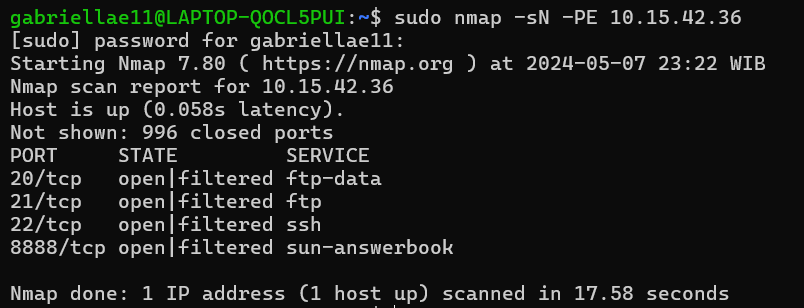 gabriellae11@LAPTOP-QOCL5PUI:~$ sudo nmap -sN -PE 10.15.42.36
[sudo] password for gabriellae11:
Starting Nmap 7.80 ( https://nmap.org ) at 2024-05-07 23:22 WIB
Nmap scan report for 10.15.42.36
Host is up (0.058s latency).
Not shown: 996 closed ports
PORT     STATE         SERVICE
20/tcp   open|filtered ftp-data
21/tcp   open|filtered ftp
22/tcp   open|filtered ssh
8888/tcp open|filtered sun-answerbook
Nmap done: 1 IP address (1 host up) scanned in 17.58 seconds